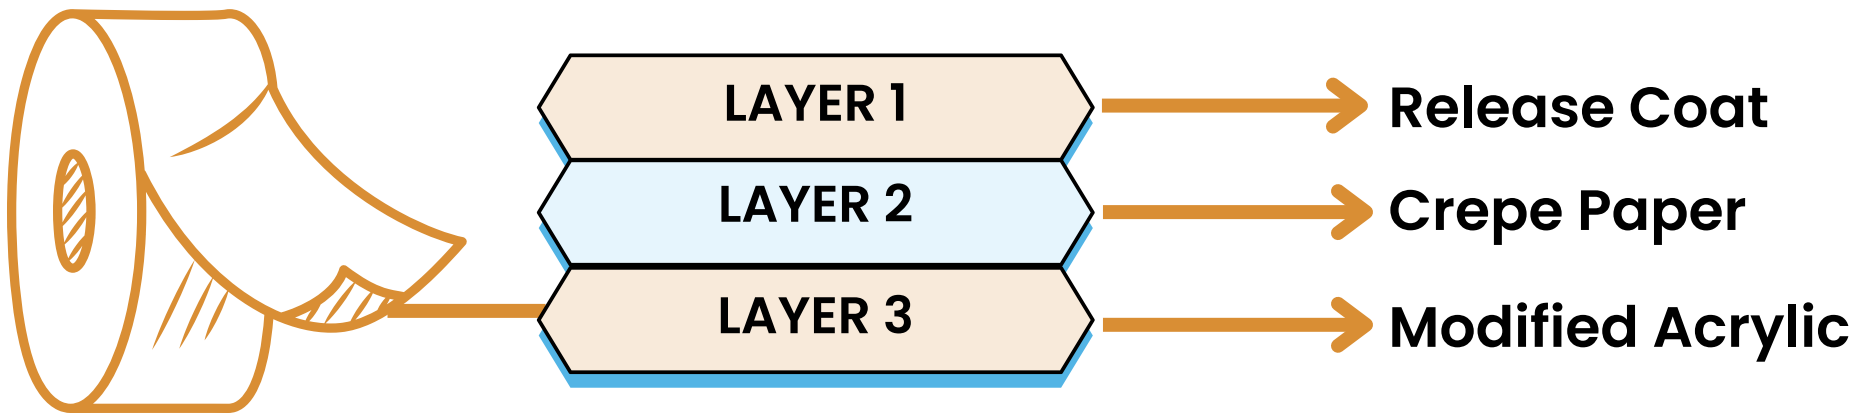 LAYER 1
Release Coat
LAYER 2
Crepe Paper
LAYER 3
Modified Acrylic